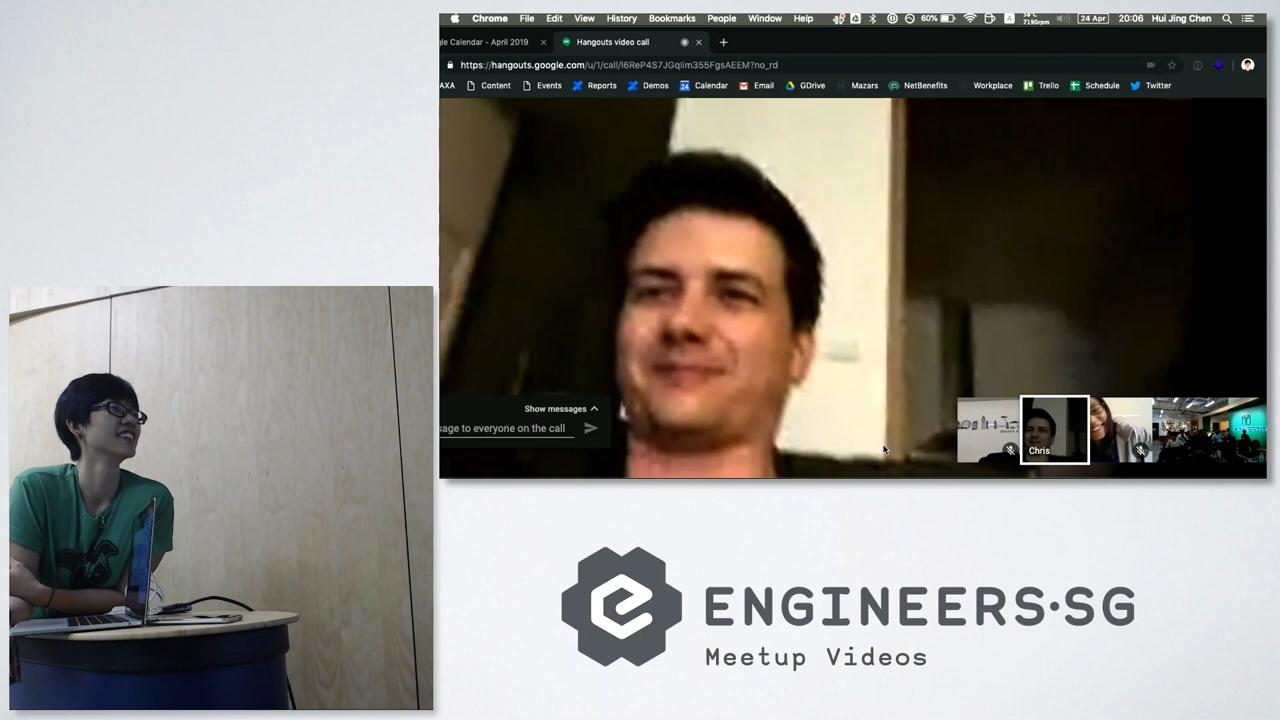 Chrome File Edit View History Bookmarks People Window Help 60% A 7190rpm 24 Apr 20:06 Hui Jing Chen
gle Calendar - April 2019 × Hangouts video call × +
https://hangouts.google.com/u/1/call/l6ReP4S7JGqlim355FgsAEEM?no_rd
AXA Content Events Reports Demos 24 Calendar Email GDrive Mazars NetBenefits Workplace Trello Schedule Twitter
Show messages
sage to everyone on the call
Chris
ENGINEERS·SG
Meetup Videos